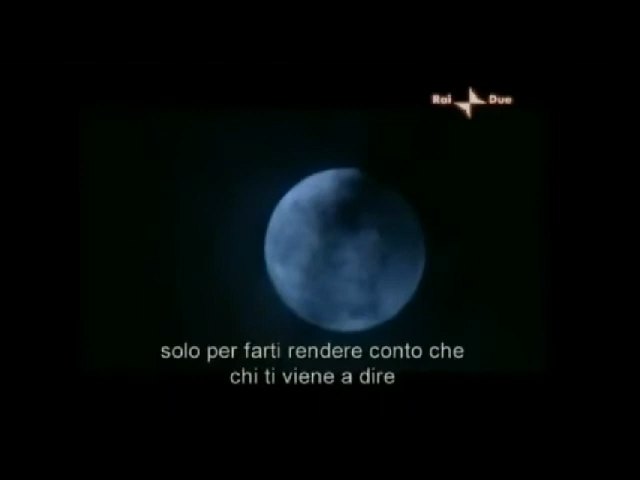 Rai Due
solo per farti rendere conto che
chi ti viene a dire